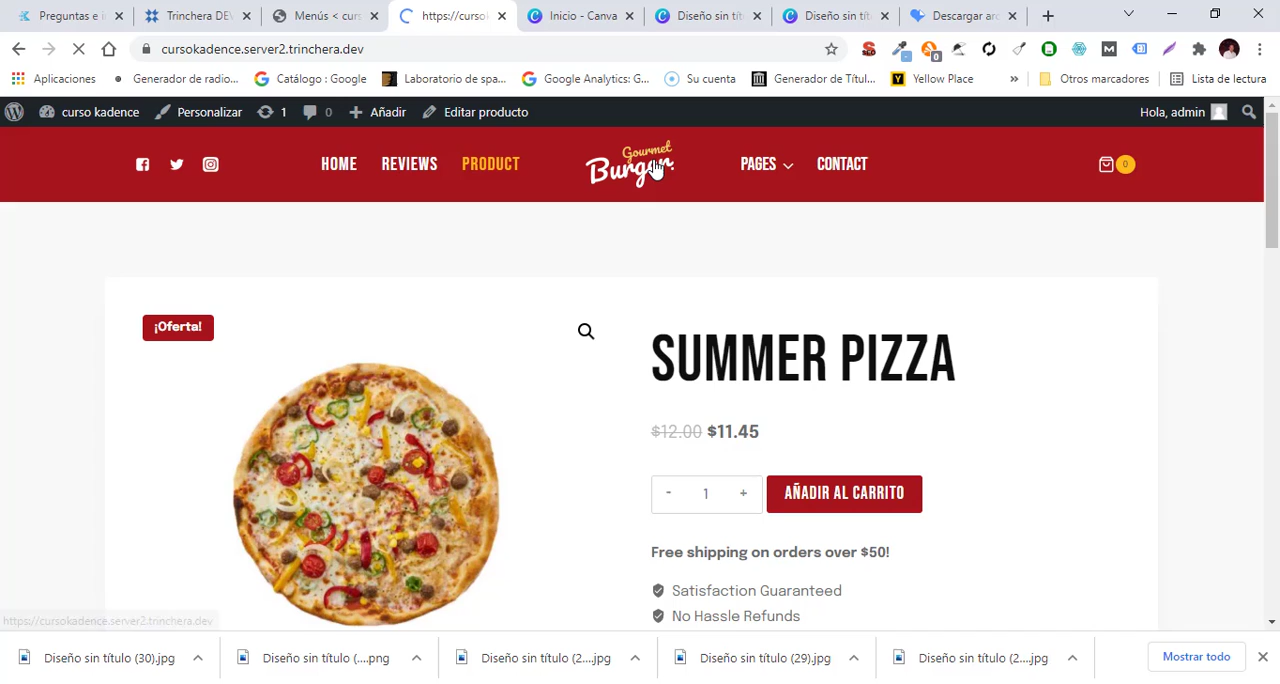 Preguntas e i
Trinchera DE
Menús < curs
https://curso
Inicio - Canva
Diseño sin tít
Diseño sin tít
Descargar arc
cursokadence.server2.trinchera.dev
Aplicaciones
Generador de radio...
Catálogo : Google
Laboratorio de spa...
Google Analytics: G...
Su cuenta
Generador de Títul...
Yellow Place
»
Otros marcadores
Lista de lectura
curso kadence
Personalizar
1
0
Añadir
Editar producto
Hola, admin
HOME
REVIEWS
PRODUCT
Gourmet
Burger.
PAGES
CONTACT
0
¡Oferta!
SUMMER PIZZA
$12.00 $11.45
- 1 +
AÑADIR AL CARRITO
Free shipping on orders over $50!
Satisfaction Guaranteed
No Hassle Refunds
https://cursokadence.server2.trinchera.dev
Diseño sin título (30).jpg
Diseño sin título (....png
Diseño sin título (2....jpg
Diseño sin título (29).jpg
Diseño sin título (2....jpg
Mostrar todo